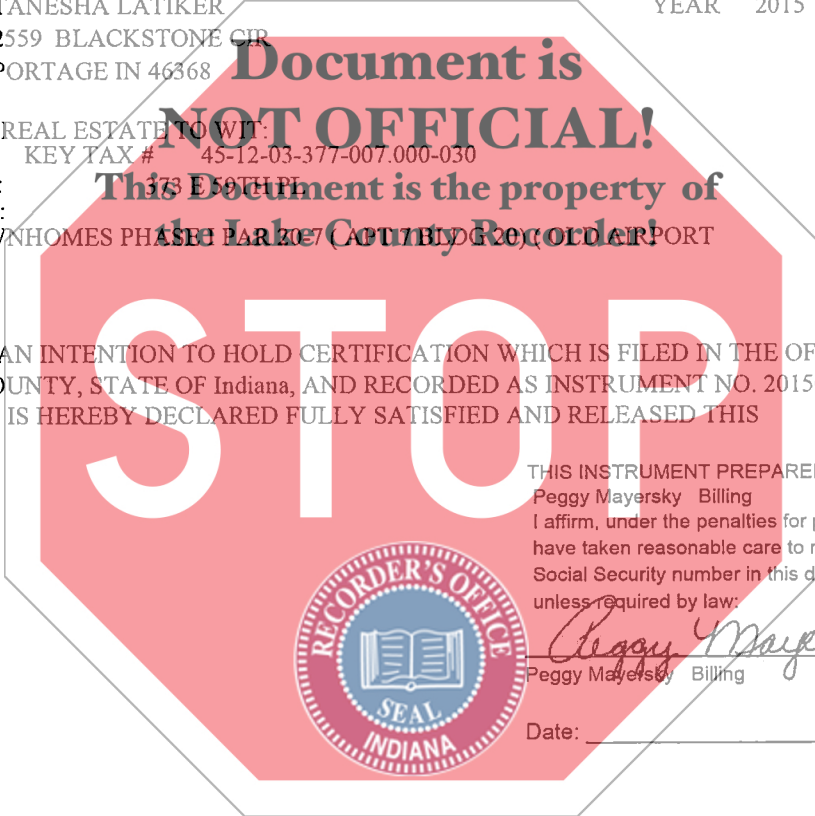 TANESHA LATIKER YEAR 2015
2559 BLACKSTONE CIR
PORTAGE IN 46368
Document is
NOT OFFICIAL!
REAL ESTATE TO WIT:
KEY TAX # 45-12-03-377-007.000-030
This Document is the property of
: 373 E 59TH PL
:
the Lake County Recorder!
NHOMES PHASE I PAR 20-7 ( APT 7 BLDG 20) ( OLD AIRPORT
STOP
AN INTENTION TO HOLD CERTIFICATION WHICH IS FILED IN THE OF
OUNTY, STATE OF Indiana, AND RECORDED AS INSTRUMENT NO. 2015
IS HEREBY DECLARED FULLY SATISFIED AND RELEASED THIS
THIS INSTRUMENT PREPARE
Peggy Mayersky Billing
I affirm, under the penalties for p
have taken reasonable care to r
Social Security number in this d
unless required by law:
Peggy Maye
Peggy Mayersky Billing
Date:
RECORDER'S OFFICE
SEAL
INDIANA